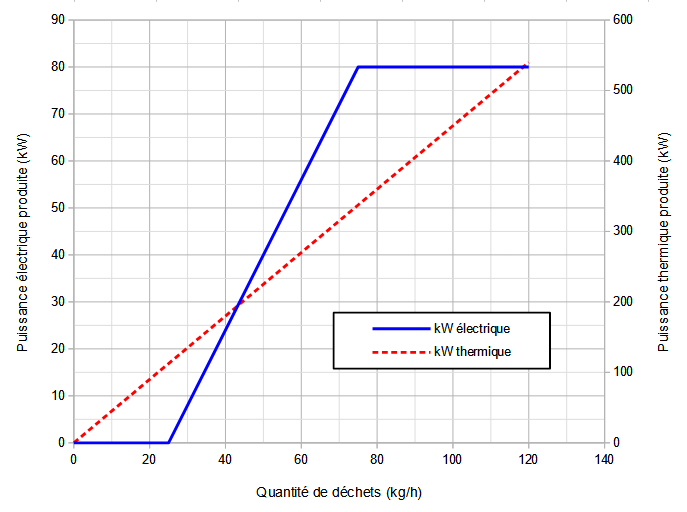 90
80
70
60
50
40
30
20
10
0
Puissance électrique produite (kW)
600
500
400
300
200
100
0
Puissance thermique produite (kW)
kW électrique
kW thermique
0 20 40 60 80 100 120 140
Quantité de déchets (kg/h)